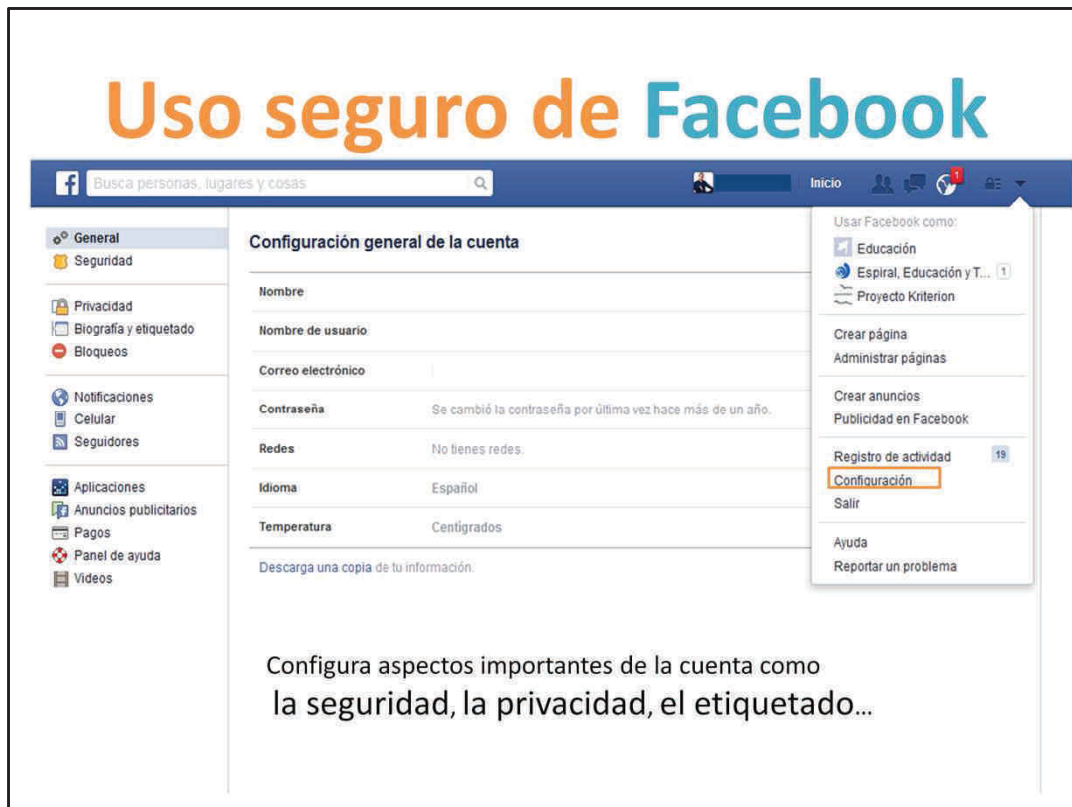 Uso seguro de Facebook
Busca personas, lugares y cosas
Inicio
1
General
Seguridad
Privacidad
Biografía y etiquetado
Bloqueos
Notificaciones
Celular
Seguidores
Aplicaciones
Anuncios publicitarios
Pagos
Panel de ayuda
Videos
Configuración general de la cuenta
Nombre
Nombre de usuario
Correo electrónico
Contraseña Se cambió la contraseña por última vez hace más de un año.
Redes No tienes redes.
Idioma Español
Temperatura Centígrados
Descarga una copia de tu información.
Usar Facebook como:
Educación
Espiral, Educación y T... 1
Proyecto Kriterion
Crear página
Administrar páginas
Crear anuncios
Publicidad en Facebook
Registro de actividad 19
Configuración
Salir
Ayuda
Reportar un problema
Configura aspectos importantes de la cuenta como
la seguridad, la privacidad, el etiquetado...